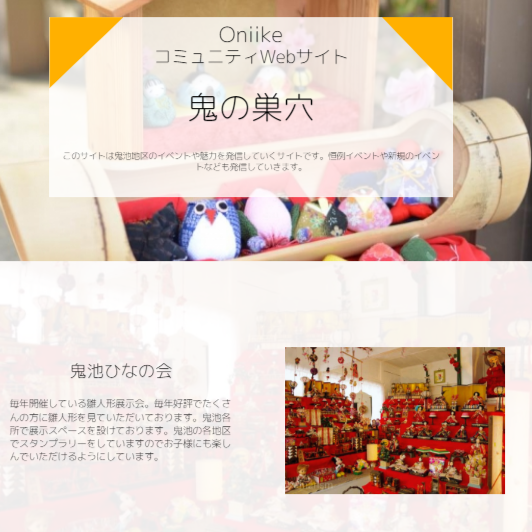 Oniike
コミュニティWebサイト
鬼の巣穴
このサイトは鬼池地区のイベントや魅力を発信していくサイトです。恒例イベントや新規のイベン
トなども発信していきます。
鬼池ひなの会
毎年開催している雛人形展示会。毎年好評でたくさ
んの方に雛人形を見ていただいております。鬼池各
所で展示スペースを設けております。鬼池の各地区
でスタンプラリーをしていますのでお子様にも楽し
んでいただけるようにしています。